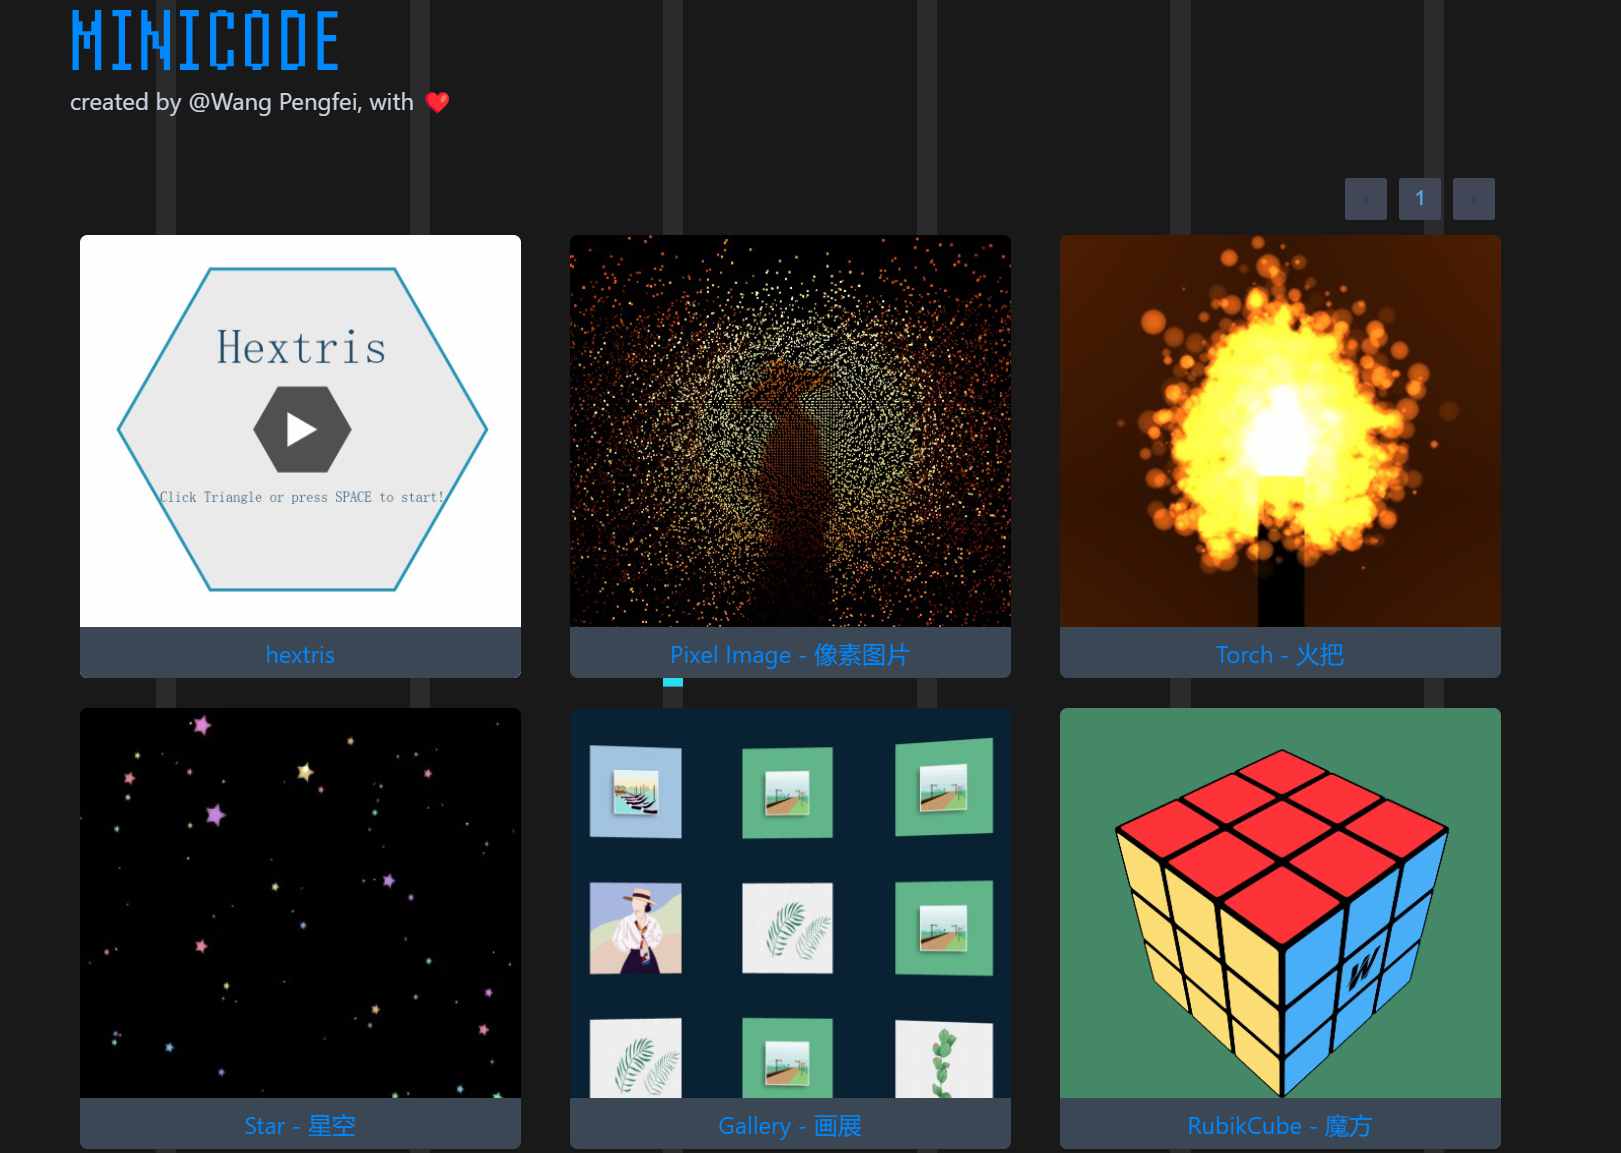 MINICODE
created by @Wang Pengfei, with ❤️
1
Hextris
Click Triangle or press SPACE to start!
hextris
Pixel Image - 像素图片
Torch - 火把
W
Star - 星空
Gallery - 画展
RubikCube - 魔方